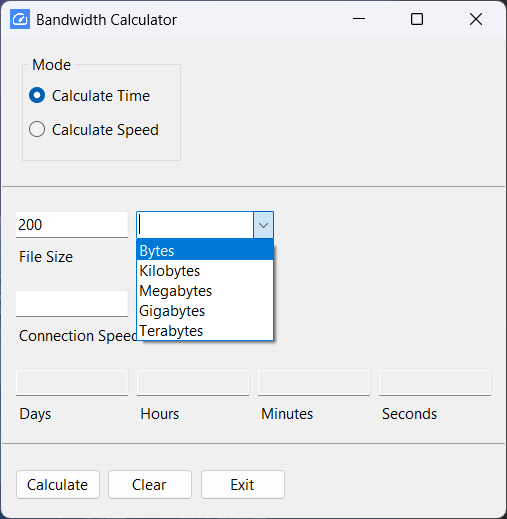 Bandwidth Calculator
Mode
Calculate Time
Calculate Speed
200
Bytes
File Size
Kilobytes
Megabytes
Gigabytes
Terabytes
Connection Speed
Days Hours Minutes Seconds
Calculate Clear Exit